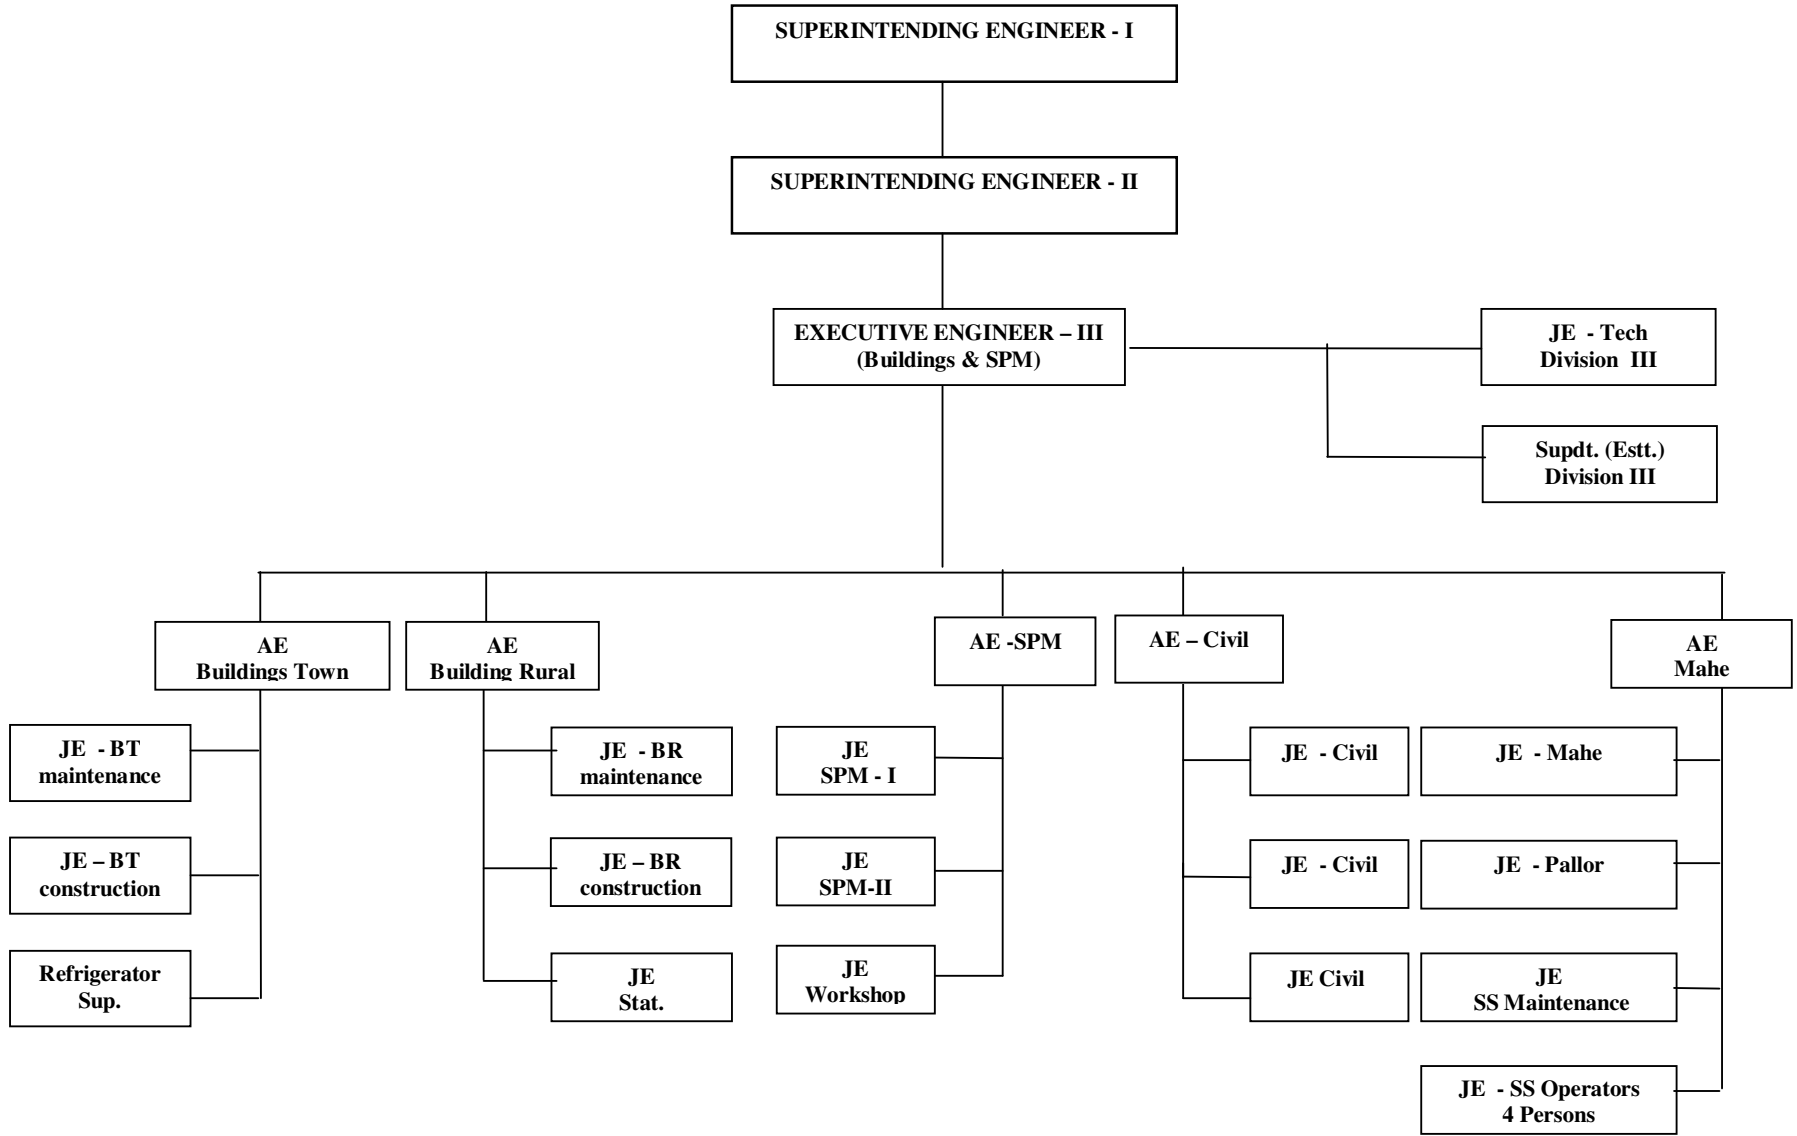 SUPERINTENDING ENGINEER - I
SUPERINTENDING ENGINEER - II
EXECUTIVE ENGINEER – III
(Buildings & SPM)
JE - Tech
Division III
Supdt. (Estt.)
Division III
AE
Buildings Town
AE
Building Rural
AE -SPM
AE – Civil
AE
Mahe
JE - BT
maintenance
JE – BT
construction
Refrigerator
Sup.
JE - BR
maintenance
JE – BR
construction
JE
Stat.
JE
SPM - I
JE
SPM-II
JE
Workshop
JE - Civil
JE - Civil
JE Civil
JE - Mahe
JE - Pallor
JE
SS Maintenance
JE - SS Operators
4 Persons